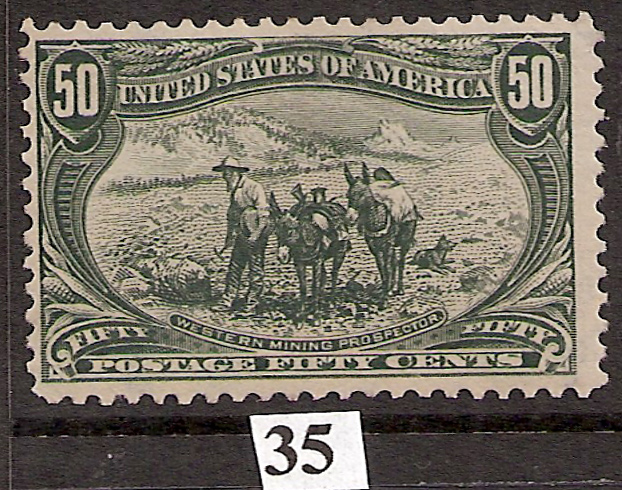 50 UNITED STATES OF AMERICA 50
WESTERN MINING PROSPECTOR.
FIFTY FIFTY
POSTAGE FIFTY CENTS
35